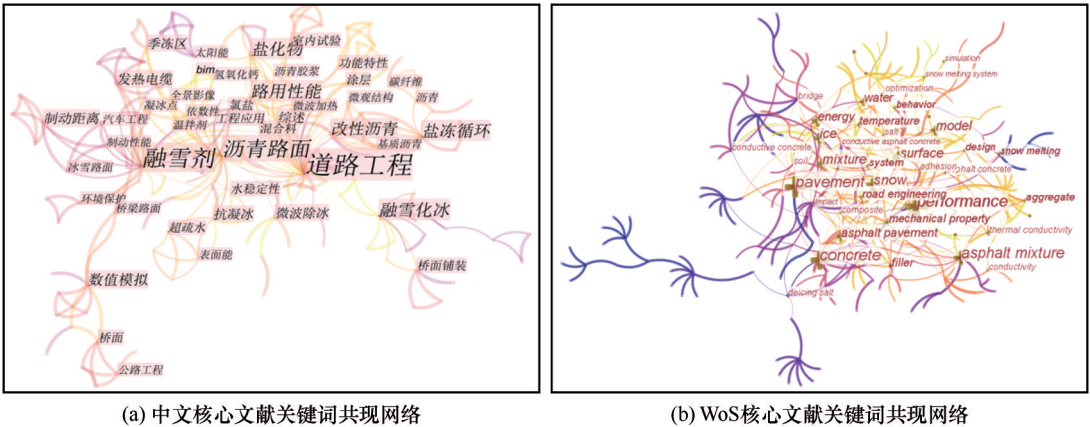 季冻区
太阳能
盐化物
室内试验
发热电缆
bim
氢氧化钙
沥青胶浆
功能特性
全景影像
路用性能
涂层
碳纤维
凝冰点
依数性
氯盐
微波加热
微观结构
沥青
制动距离
汽车工程
温拌剂
工程应用
综述
混合料
改性沥青
盐冻循环
制动性能
基质沥青
冰雪路面
融雪剂
沥青路面
道路工程
水稳定性
环境保护
桥梁路面
抗凝冰
微波除冰
融雪化冰
超疏水
表面能
桥面铺装
数值模拟
桥面
公路工程
(a) 中文核心文献关键词共现网络
simulation
snow melting system
optimization
bridge
water
behavior
energy
temperature
model
ice
salt
conductive asphalt concrete
conductive concrete
design
snow melting
surface
soil
mixture
system
adhesion
phalt concrete
pavement
snow
road engineering
performance
aggregate
impact
composite
mechanical property
asphalt pavement
thermal conductivity
concrete
filler
asphalt mixture
conductivity
deicing salt
(b) WoS核心文献关键词共现网络